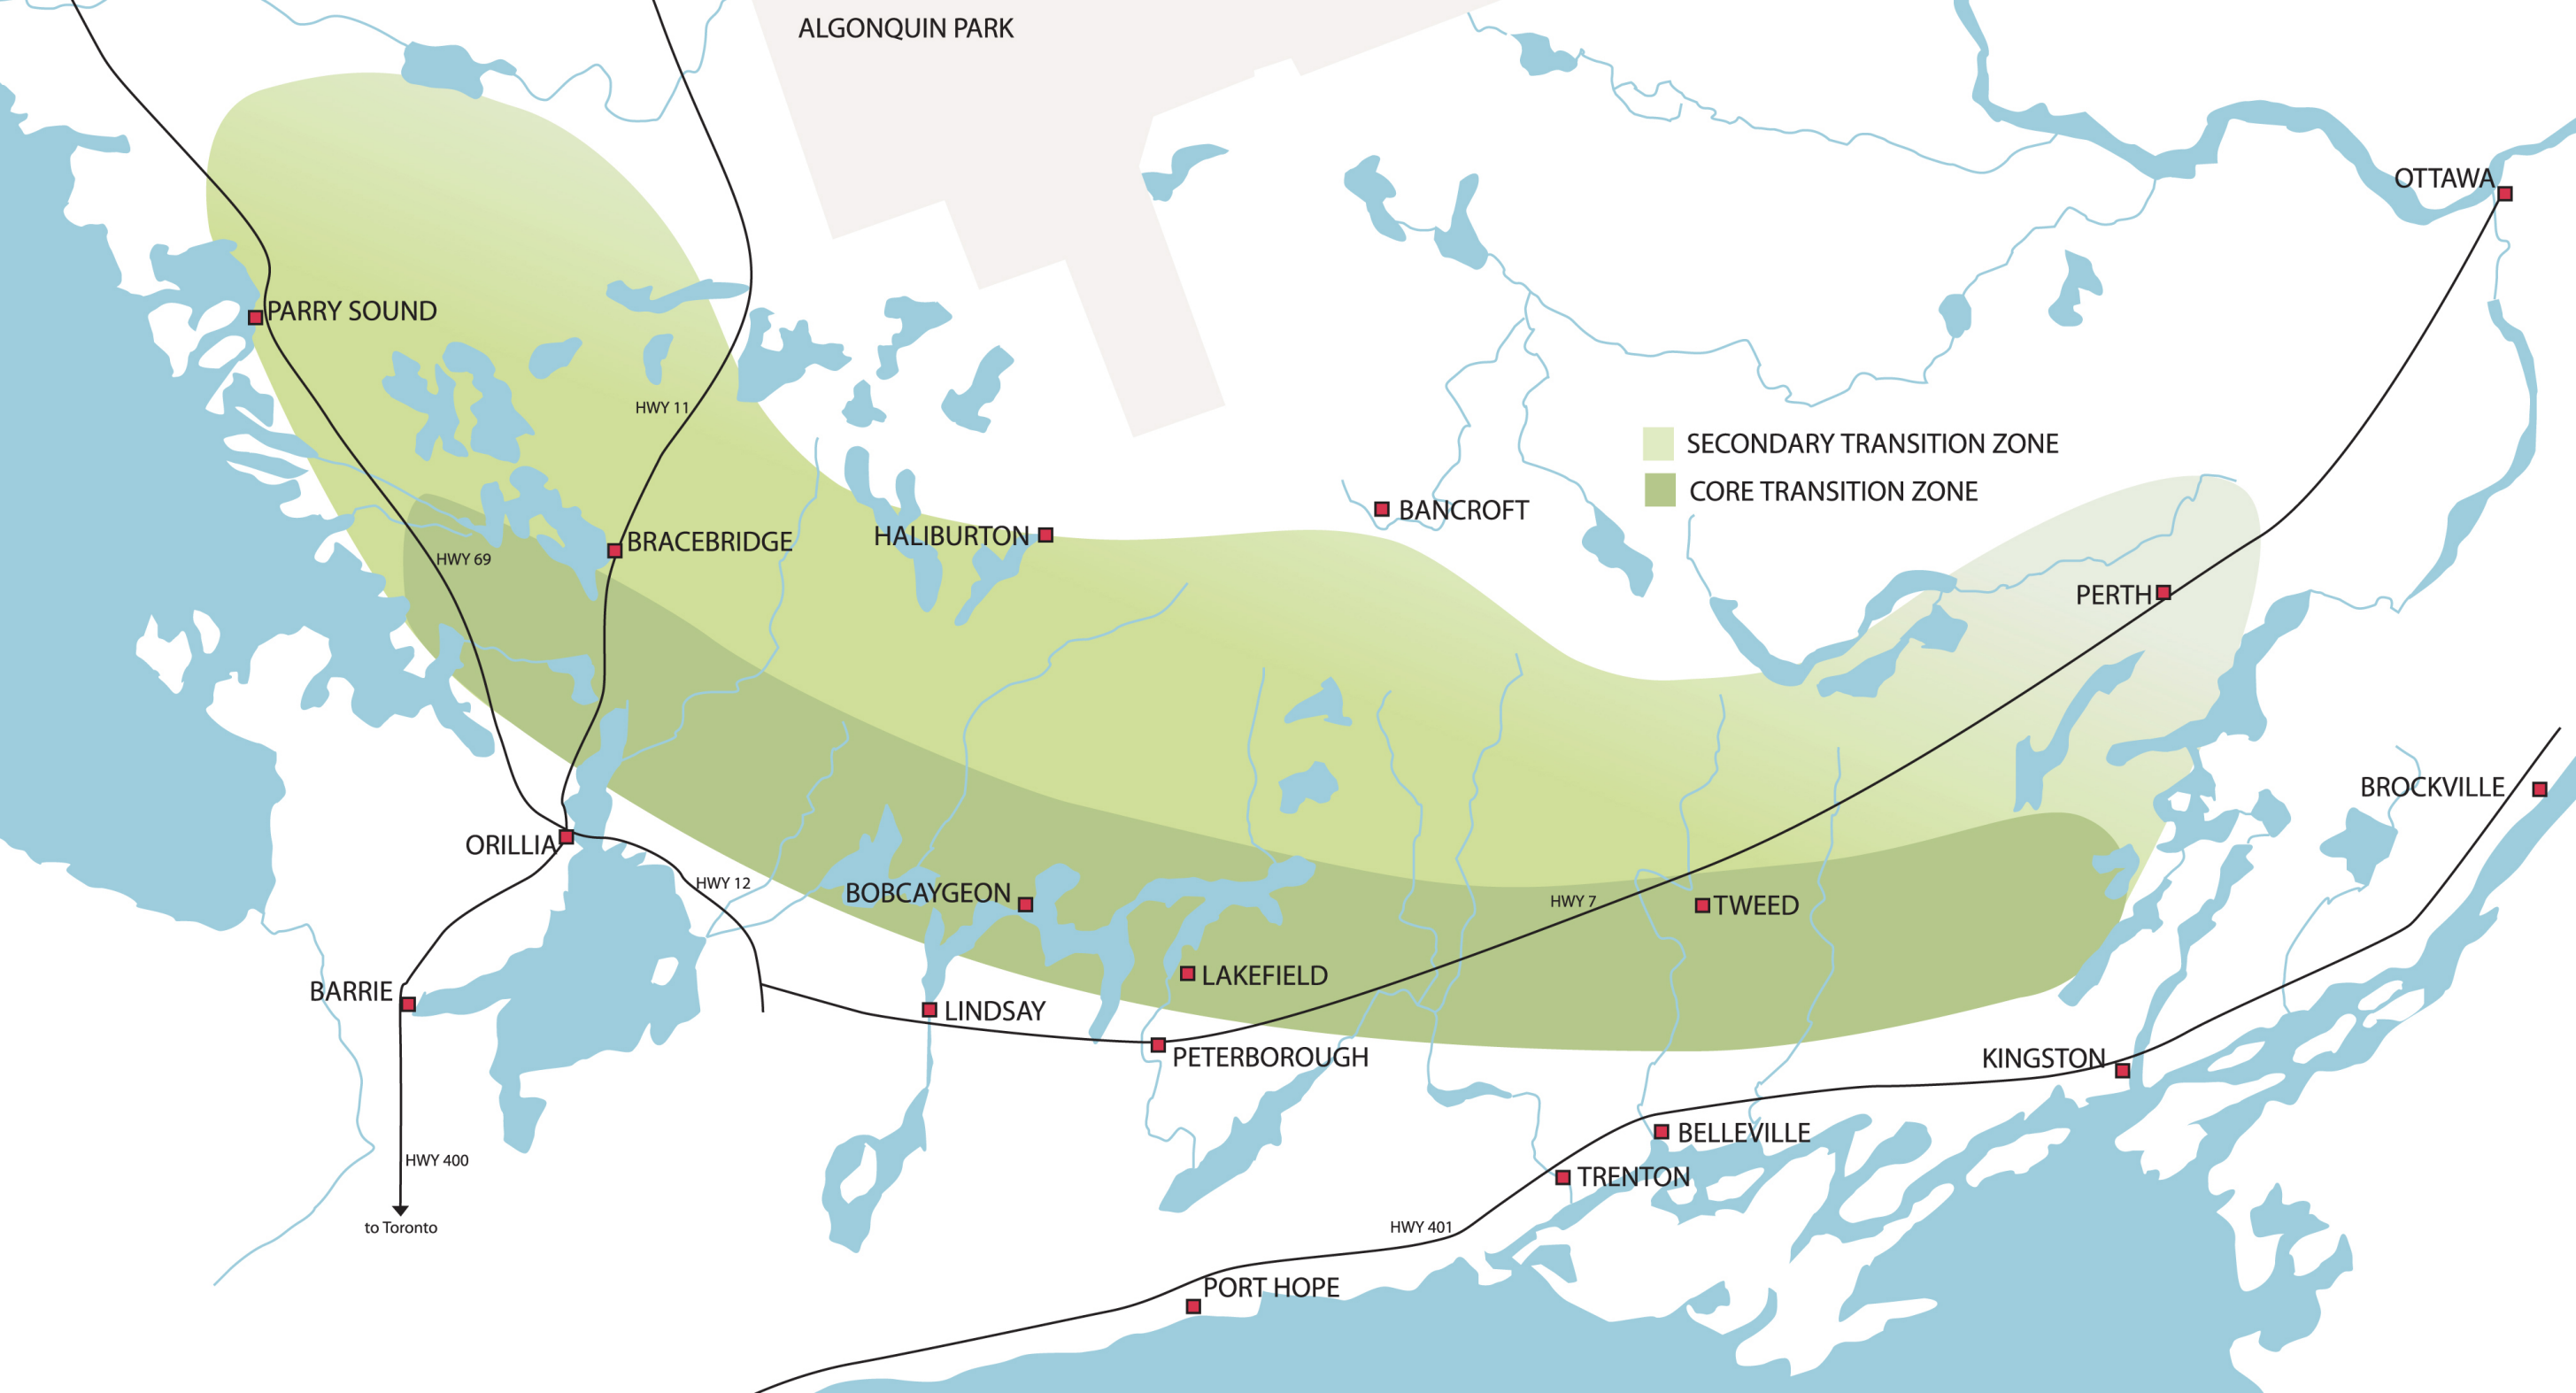 ALGONQUIN PARK
OTTAWA
PARRY SOUND
HWY 11
SECONDARY TRANSITION ZONE
CORE TRANSITION ZONE
BANCROFT
HALIBURTON
BRACEBRIDGE
HWY 69
PERTH
BROCKVILLE
ORILLIA
HWY 12
BOBCAYGEON
HWY 7
TWEED
LAKEFIELD
BARRIE
LINDSAY
PETERBOROUGH
KINGSTON
BELLEVILLE
HWY 400
TRENTON
to Toronto
HWY 401
PORT HOPE